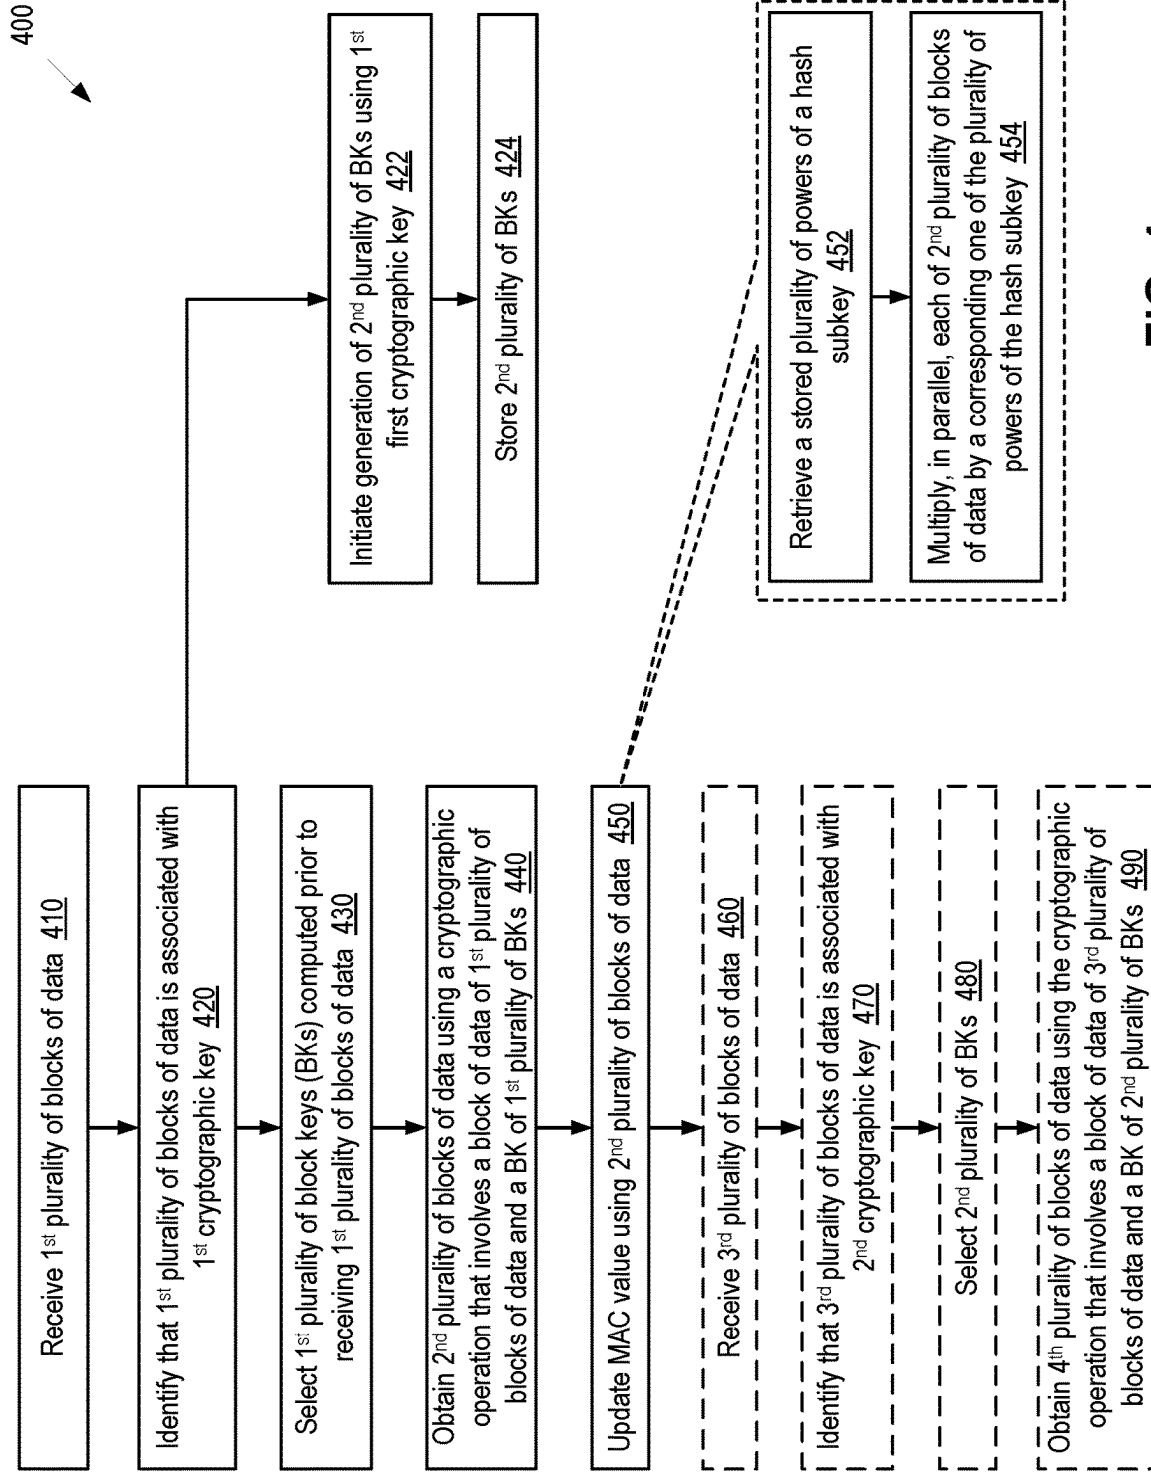 400
Receive 1st plurality of blocks of data 410
Identify that 1st plurality of blocks of data is associated with
1st cryptographic key 420
Select 1st plurality of block keys (BKs) computed prior to
receiving 1st plurality of blocks of data 430
Obtain 2nd plurality of blocks of data using a cryptographic
operation that involves a block of data of 1st plurality of
blocks of data and a BK of 1st plurality of BKs 440
Update MAC value using 2nd plurality of blocks of data 450
Receive 3rd plurality of blocks of data 460
Identify that 3rd plurality of blocks of data is associated with
2nd cryptographic key 470
Select 2nd plurality of BKs 480
Obtain 4th plurality of blocks of data using the cryptographic
operation that involves a block of data of 3rd plurality of
blocks of data and a BK of 2nd plurality of BKs 490
Initiate generation of 2nd plurality of BKs using 1st
first cryptographic key 422
Store 2nd plurality of BKs 424
Retrieve a stored plurality of powers of a hash
subkey 452
Multiply, in parallel, each of 2nd plurality of blocks
of data by a corresponding one of the plurality of
powers of the hash subkey 454